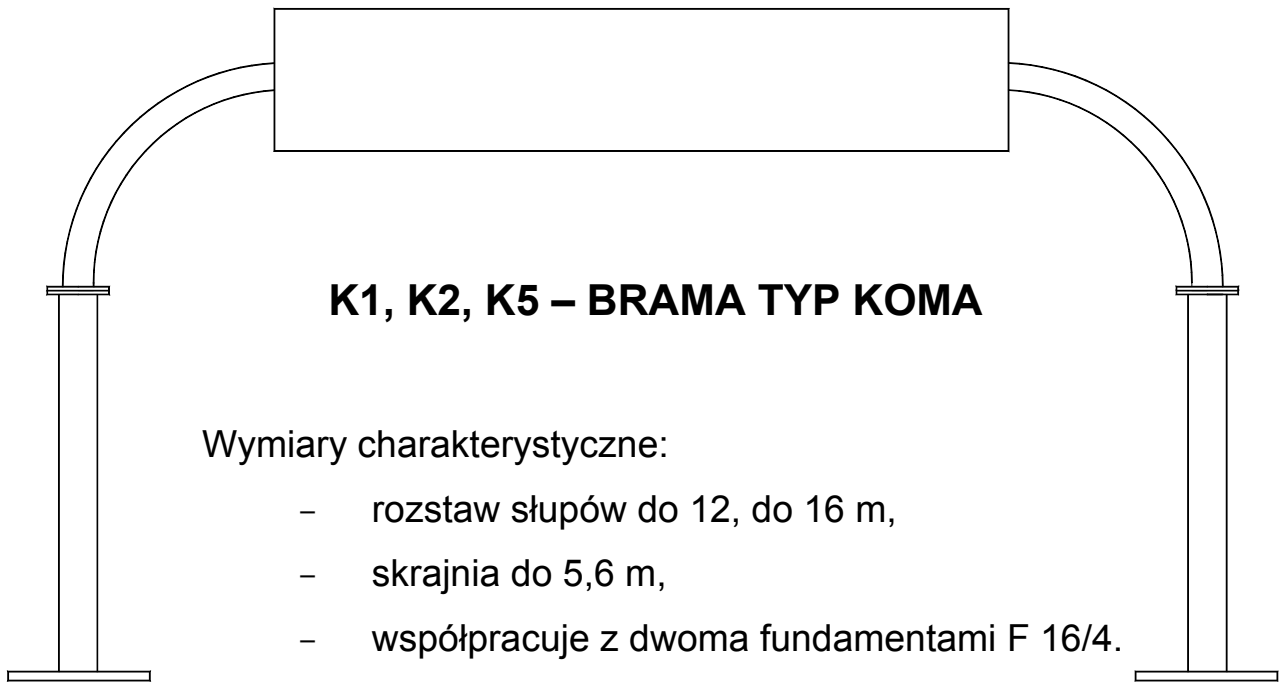 K1, K2, K5 – BRAMA TYP KOMA
Wymiary charakterystyczne:
– rozstaw słupów do 12, do 16 m,
– skrajnia do 5,6 m,
– współpracuje z dwoma fundamentami F 16/4.